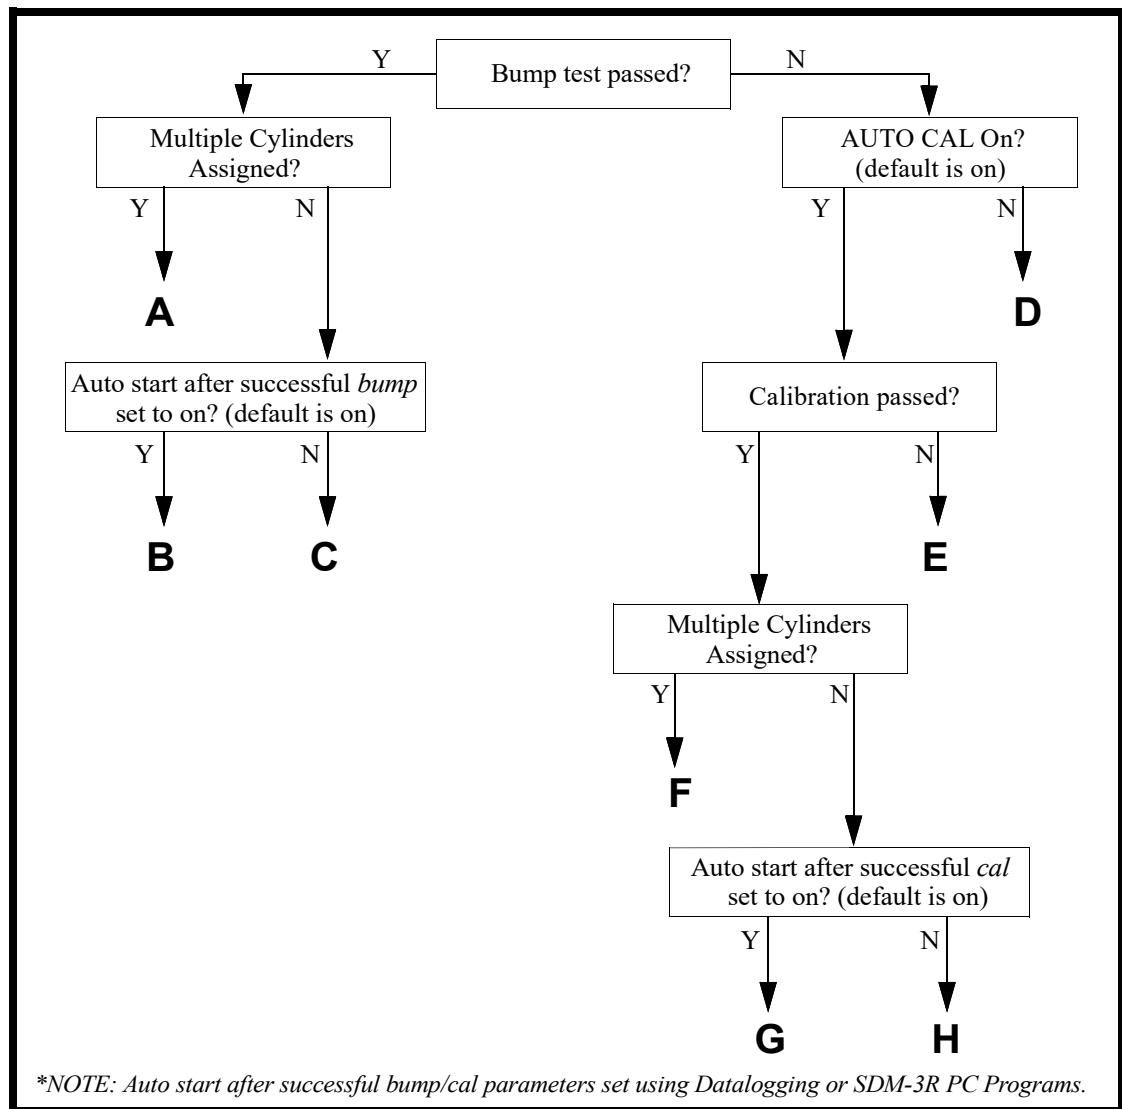 Bump test passed?
Y
N
Multiple Cylinders
Assigned?
AUTO CAL On?
(default is on)
Y
N
Y
N
A
D
Auto start after successful bump
set to on? (default is on)
Calibration passed?
Y
N
Y
N
B
C
E
Multiple Cylinders
Assigned?
Y
N
F
Auto start after successful cal
set to on? (default is on)
Y
N
G
H
*NOTE: Auto start after successful bump/cal parameters set using Datalogging or SDM-3R PC Programs.